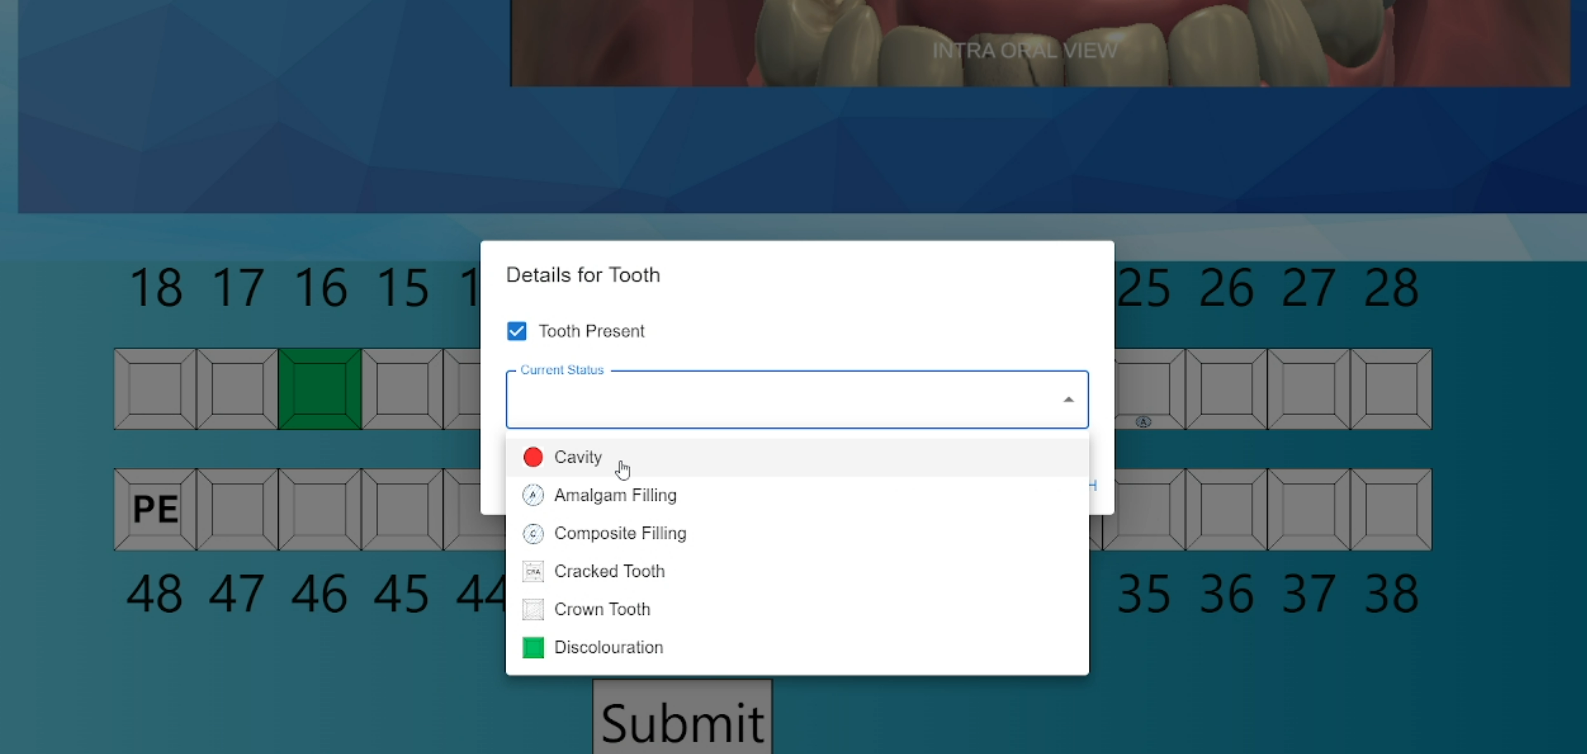 INTRA ORAL VIEW
Details for Tooth
18 17 16 15 1 25 26 27 28
Tooth Present
Current Status
A
Cavity
PE
H
A Amalgam Filling
C Composite Filling
CRA Cracked Tooth
48 47 46 45 44 35 36 37 38
Crown Tooth
Discolouration
Submit